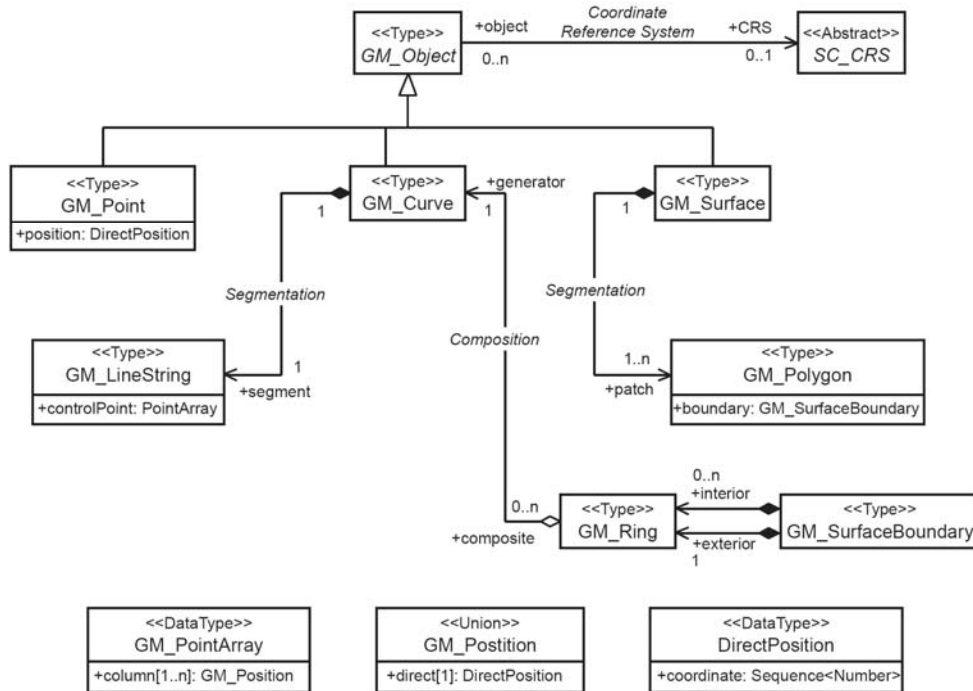 <<Type>>
GM_Object
+object
0..n
Coordinate
Reference System
+CRS
0..1
<<Abstract>>
SC_CRS
<<Type>>
GM_Point
+position: DirectPosition
<<Type>>
GM_Curve
1
+generator
1
<<Type>>
GM_Surface
1
Segmentation
Segmentation
Composition
<<Type>>
GM_LineString
+controlPoint: PointArray
1
+segment
1..n
+patch
<<Type>>
GM_Polygon
+boundary: GM_SurfaceBoundary
0..n
+composite
<<Type>>
GM_Ring
0..n
+interior
+exterior
1
<<Type>>
GM_SurfaceBoundary
<<DataType>>
GM_PointArray
+column[1..n]: GM_Position
<<Union>>
GM_Postition
+direct[1]: DirectPosition
<<DataType>>
DirectPosition
+coordinate: Sequence<Number>